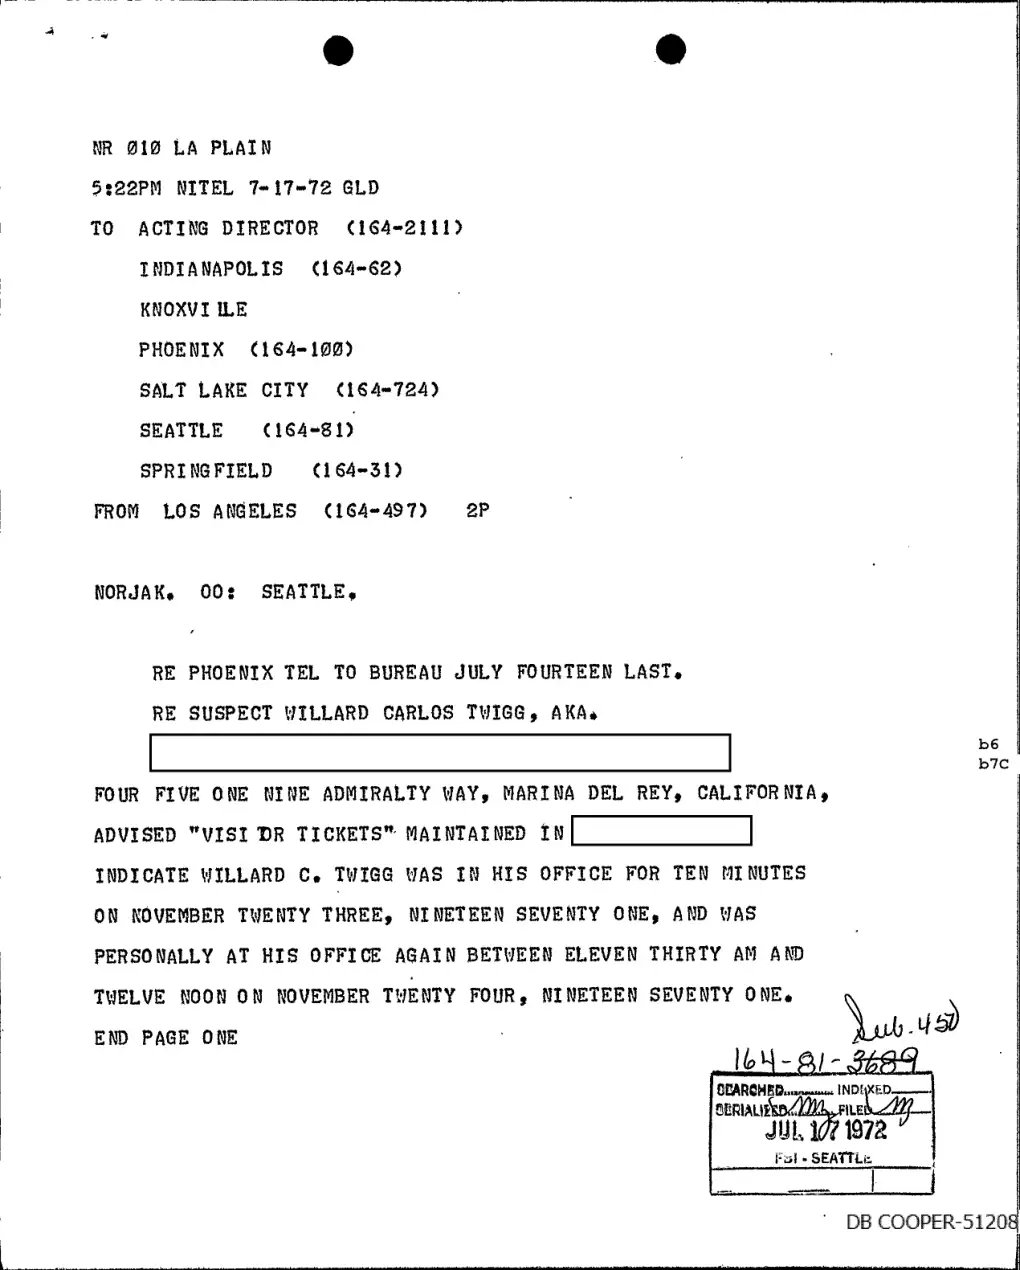 NR 010 LA PLAIN
5:22PM NITEL 7-17-72 GLD
TO ACTING DIRECTOR (164-2111)
INDIANAPOLIS (164-62)
KNOXVILLE
PHOENIX (164-100)
SALT LAKE CITY (164-724)
SEATTLE (164-81)
SPRINGFIELD (164-31)
FROM LOS ANGELES (164-497) 2P
NORJAK. OO: SEATTLE.
RE PHOENIX TEL TO BUREAU JULY FOURTEEN LAST.
RE SUSPECT WILLARD CARLOS TWIGG, AKA.
b6
b7C
FOUR FIVE ONE NINE ADMIRALTY WAY, MARINA DEL REY, CALIFORNIA,
ADVISED "VISITOR TICKETS" MAINTAINED IN
INDICATE WILLARD C. TWIGG WAS IN HIS OFFICE FOR TEN MINUTES
ON NOVEMBER TWENTY THREE, NINETEEN SEVENTY ONE, AND WAS
PERSONALLY AT HIS OFFICE AGAIN BETWEEN ELEVEN THIRTY AM AND
TWELVE NOON ON NOVEMBER TWENTY FOUR, NINETEEN SEVENTY ONE.
END PAGE ONE
Sub.
164-81-3689
SEARCHED INDEXED
SERIALIZED FILED
JUL 17 1972
FBI - SEATTLE
DB COOPER-51208